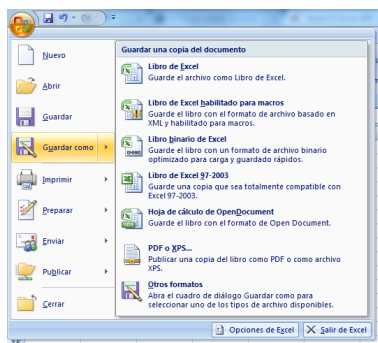 Nuevo
Abrir
Guardar
Guardar como
Imprimir
Preparar
Enviar
Publicar
Cerrar
Guardar una copia del documento
Libro de Excel
Guarde el archivo como Libro de Excel.
Libro de Excel habilitado para macros
Guarde el libro con el formato de archivo basado en
XML y habilitado para macros.
Libro binario de Excel
Guarde el libro con un formato de archivo binario
optimizado para carga y guardado rápidos.
Libro de Excel 97-2003
Guarde una copia que sea totalmente compatible con
Excel 97-2003.
Hoja de cálculo de OpenDocument
Guarde el libro con el formato de Open Document.
PDF o XPS...
Publicar una copia del libro como PDF o como archivo
XPS.
Otros formatos
Abra el cuadro de diálogo Guardar como para
seleccionar uno de los tipos de archivo disponibles.
Opciones de Excel
Salir de Excel